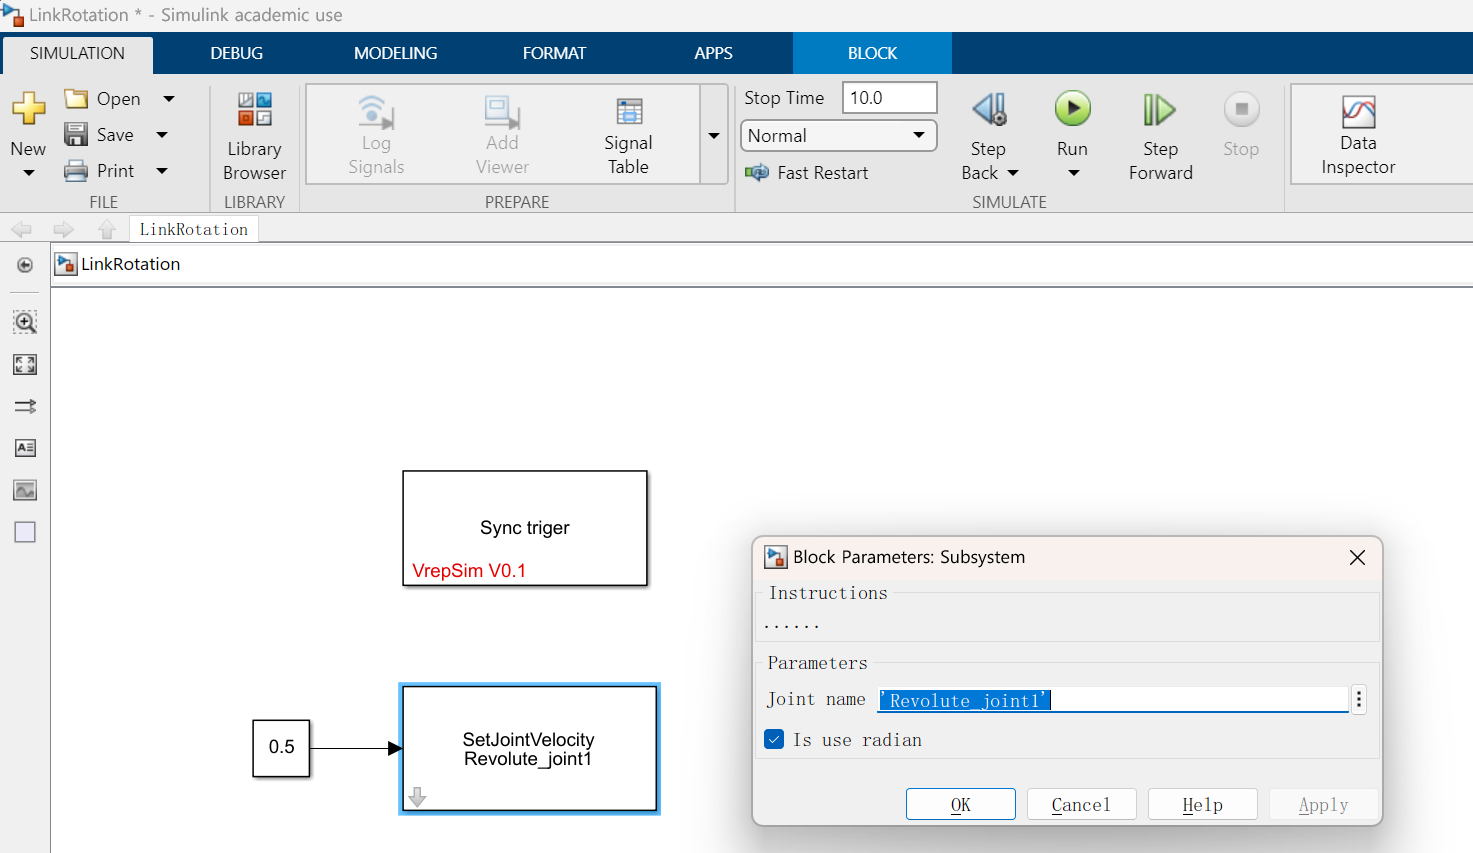 LinkRotation * - Simulink academic use
SIMULATION
DEBUG
MODELING
FORMAT
APPS
BLOCK
New
Open
Save
Print
FILE
Library
Browser
LIBRARY
Log
Signals
Add
Viewer
Signal
Table
PREPARE
Stop Time
10.0
Normal
Fast Restart
Step
Back
Run
Step
Forward
Stop
SIMULATE
Data
Inspector
LinkRotation
LinkRotation
Sync triger
VrepSim V0.1
0.5
SetJointVelocity
Revolute_joint1
Block Parameters: Subsystem
Instructions
......
Parameters
Joint name
'Revolute_joint1'
Is use radian
OK
Cancel
Help
Apply